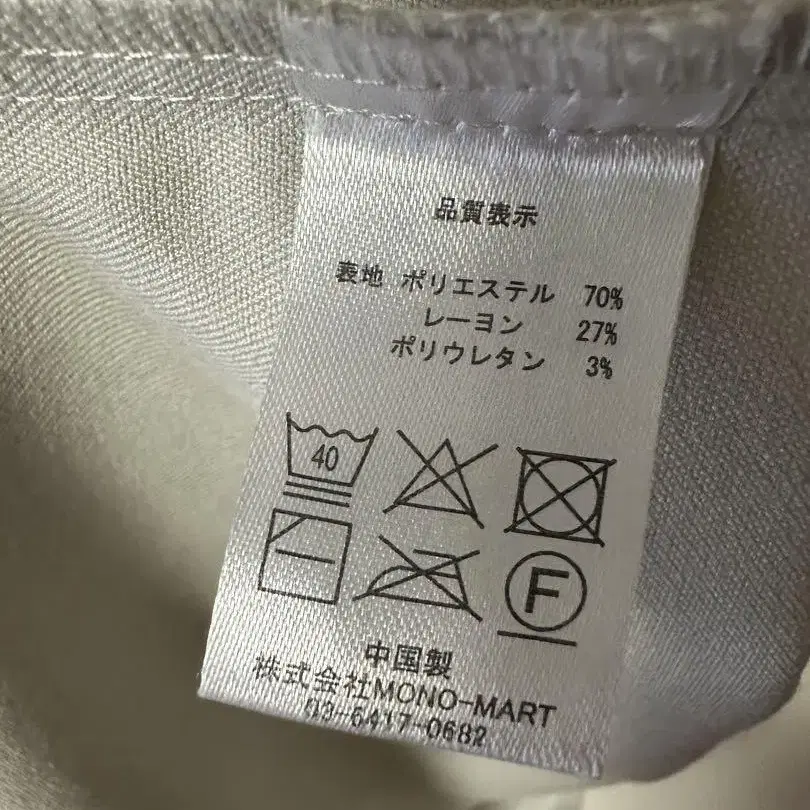 品質表示
表地 ポリエステル 70%
レーヨン 27%
ポリウレタン 3%
40
F
中国製
株式会社MONO-MART
03-6417-0682